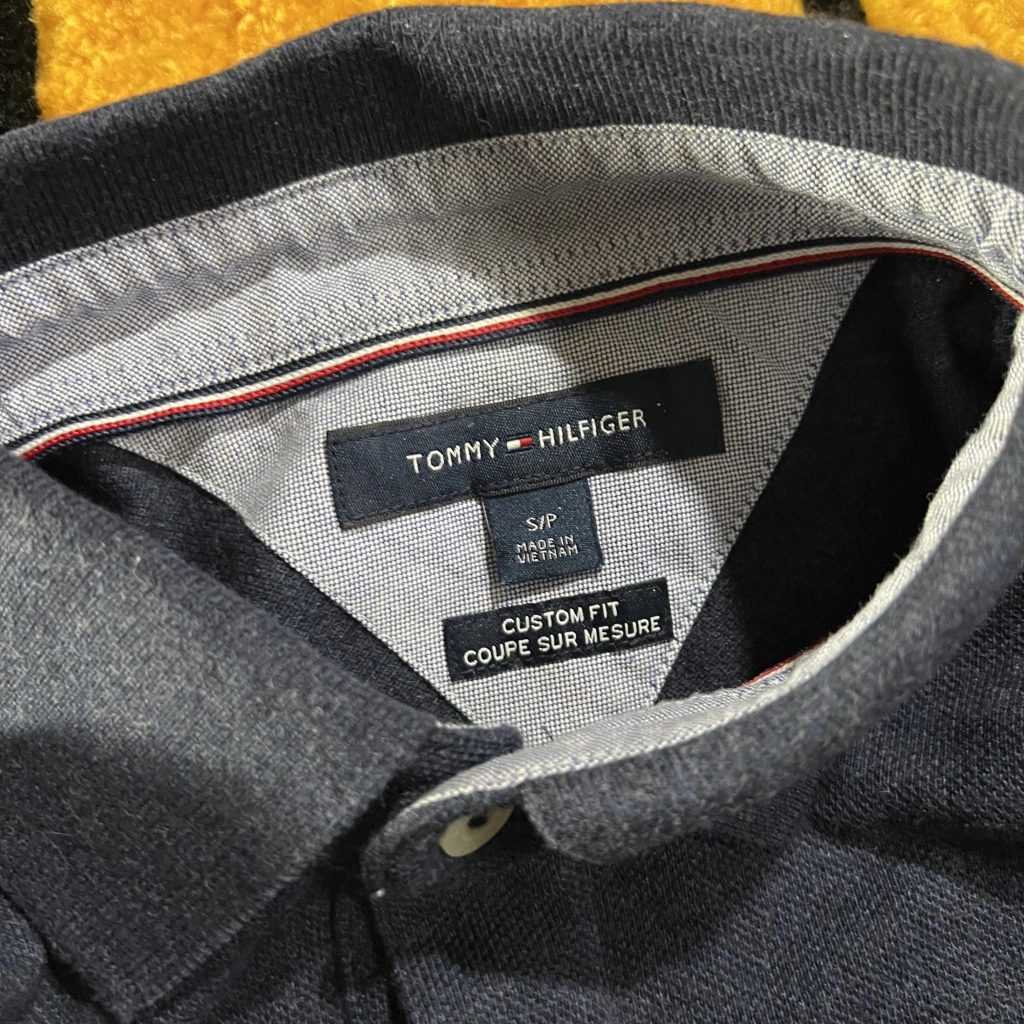 TOMMY HILFIGER
S/P
MADE IN
VIETNAM
CUSTOM FIT
COUPE SUR MESURE